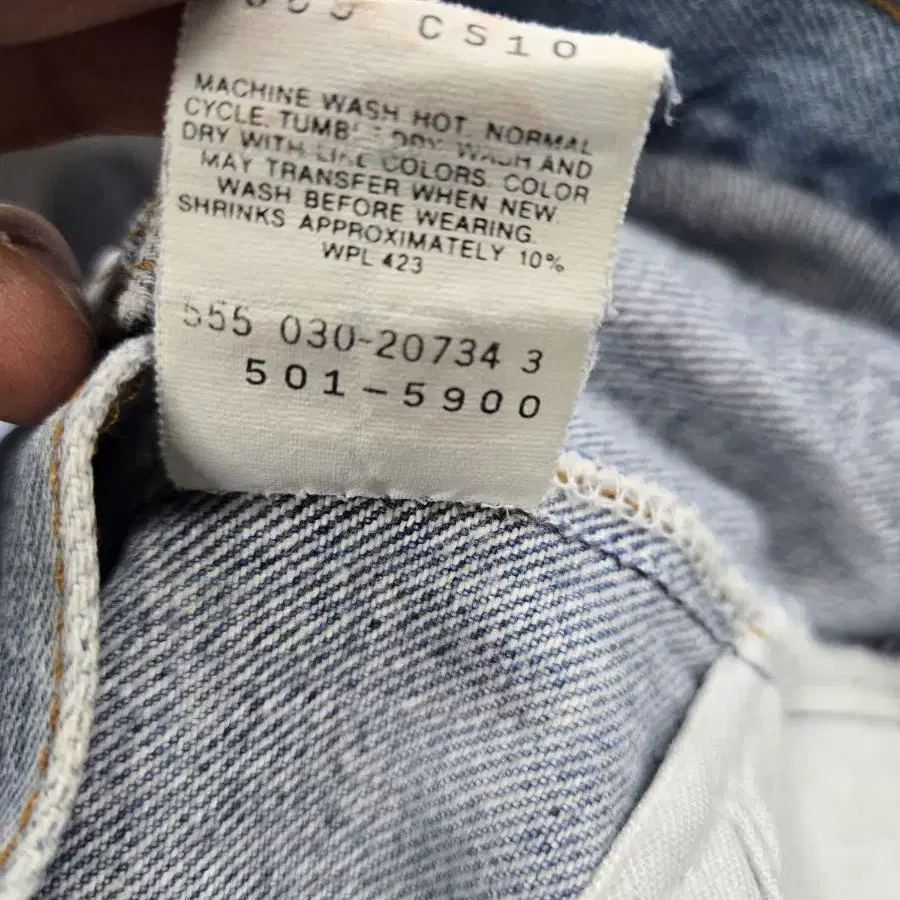 555 CS10
MACHINE WASH HOT, NORMAL
CYCLE. TUMBLE DRY. WASH AND
DRY WITH LIKE COLORS. COLOR
MAY TRANSFER WHEN NEW.
WASH BEFORE WEARING.
SHRINKS APPROXIMATELY 10%
WPL 423
555 030-20734 3
501-5900